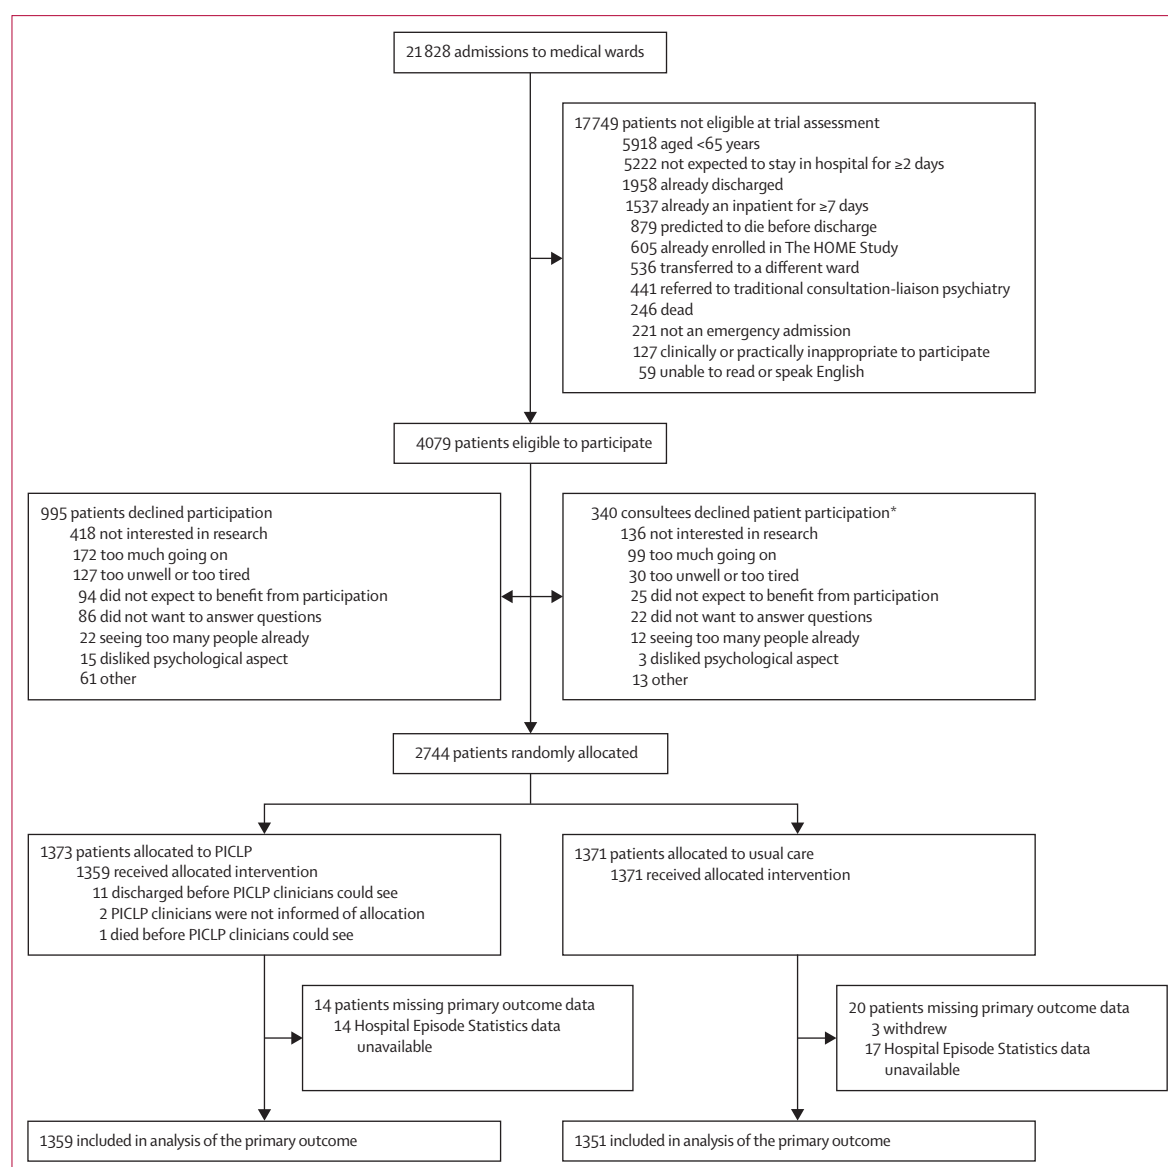 21 828 admissions to medical wards
17 749 patients not eligible at trial assessment
5918 aged <65 years
5222 not expected to stay in hospital for ≥2 days
1958 already discharged
1537 already an inpatient for ≥7 days
879 predicted to die before discharge
605 already enrolled in The HOME Study
536 transferred to a different ward
441 referred to traditional consultation-liaison psychiatry
246 dead
221 not an emergency admission
127 clinically or practically inappropriate to participate
59 unable to read or speak English
4079 patients eligible to participate
995 patients declined participation
418 not interested in research
172 too much going on
127 too unwell or too tired
94 did not expect to benefit from participation
86 did not want to answer questions
22 seeing too many people already
15 disliked psychological aspect
61 other
340 consultees declined patient participation*
136 not interested in research
99 too much going on
30 too unwell or too tired
25 did not expect to benefit from participation
22 did not want to answer questions
12 seeing too many people already
3 disliked psychological aspect
13 other
2744 patients randomly allocated
1373 patients allocated to PICLP
1359 received allocated intervention
11 discharged before PICLP clinicians could see
2 PICLP clinicians were not informed of allocation
1 died before PICLP clinicians could see
1371 patients allocated to usual care
1371 received allocated intervention
14 patients missing primary outcome data
14 Hospital Episode Statistics data
unavailable
20 patients missing primary outcome data
3 withdrew
17 Hospital Episode Statistics data
unavailable
1359 included in analysis of the primary outcome
1351 included in analysis of the primary outcome